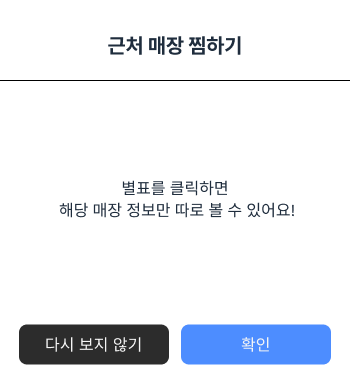 근처 매장 찜하기
별표를 클릭하면
해당 매장 정보만 따로 볼 수 있어요!
다시 보지 않기
확인